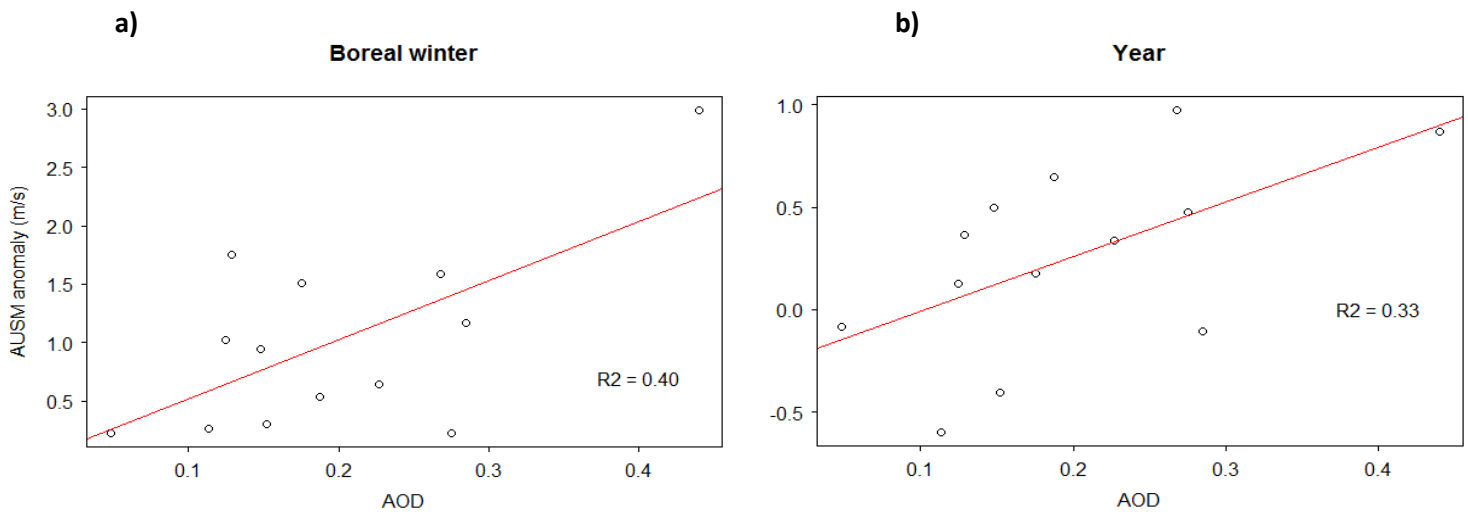 a)
Boreal winter
AUSM anomaly (m/s)
3.0
2.5
2.0
1.5
1.0
0.5
R2 = 0.40
0.1 0.2 0.3 0.4
AOD
b)
Year
1.0
0.5
0.0
-0.5
R2 = 0.33
0.1 0.2 0.3 0.4
AOD